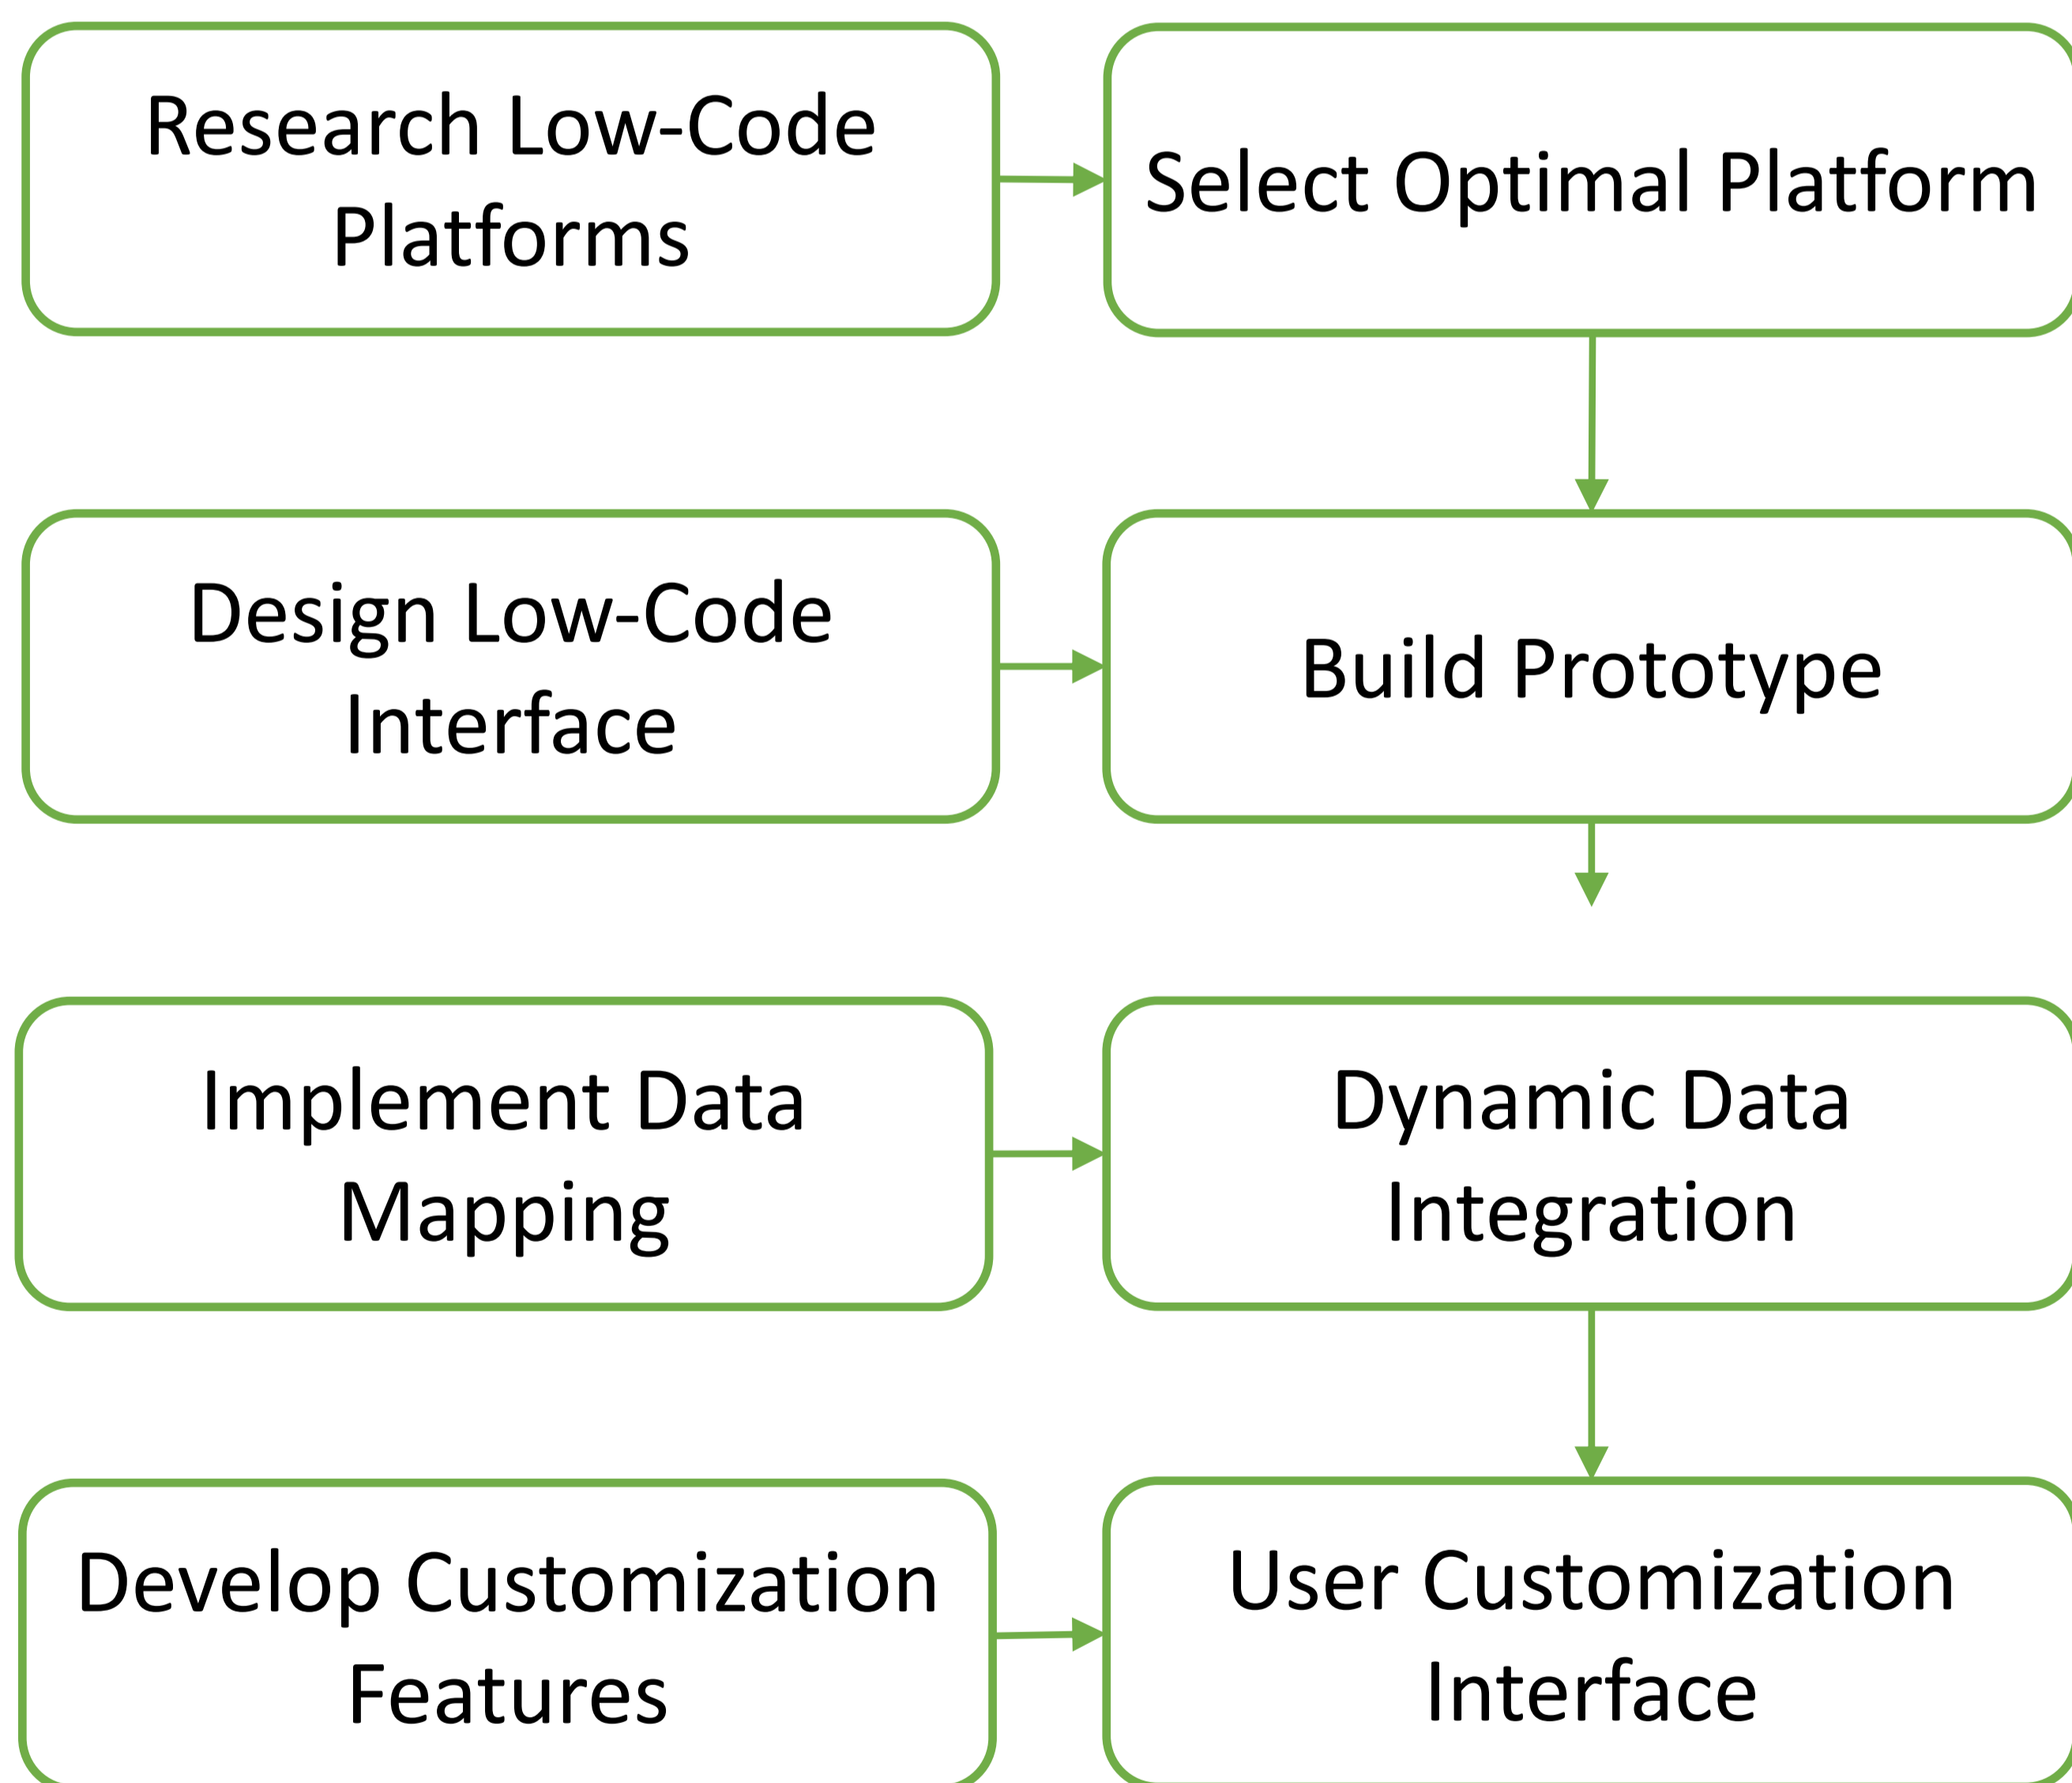 Research Low-Code
Platforms
Select Optimal Platform
Design Low-Code
Interface
Build Prototype
Implement Data
Mapping
Dynamic Data
Integration
Develop Customization
Features
User Customization
Interface